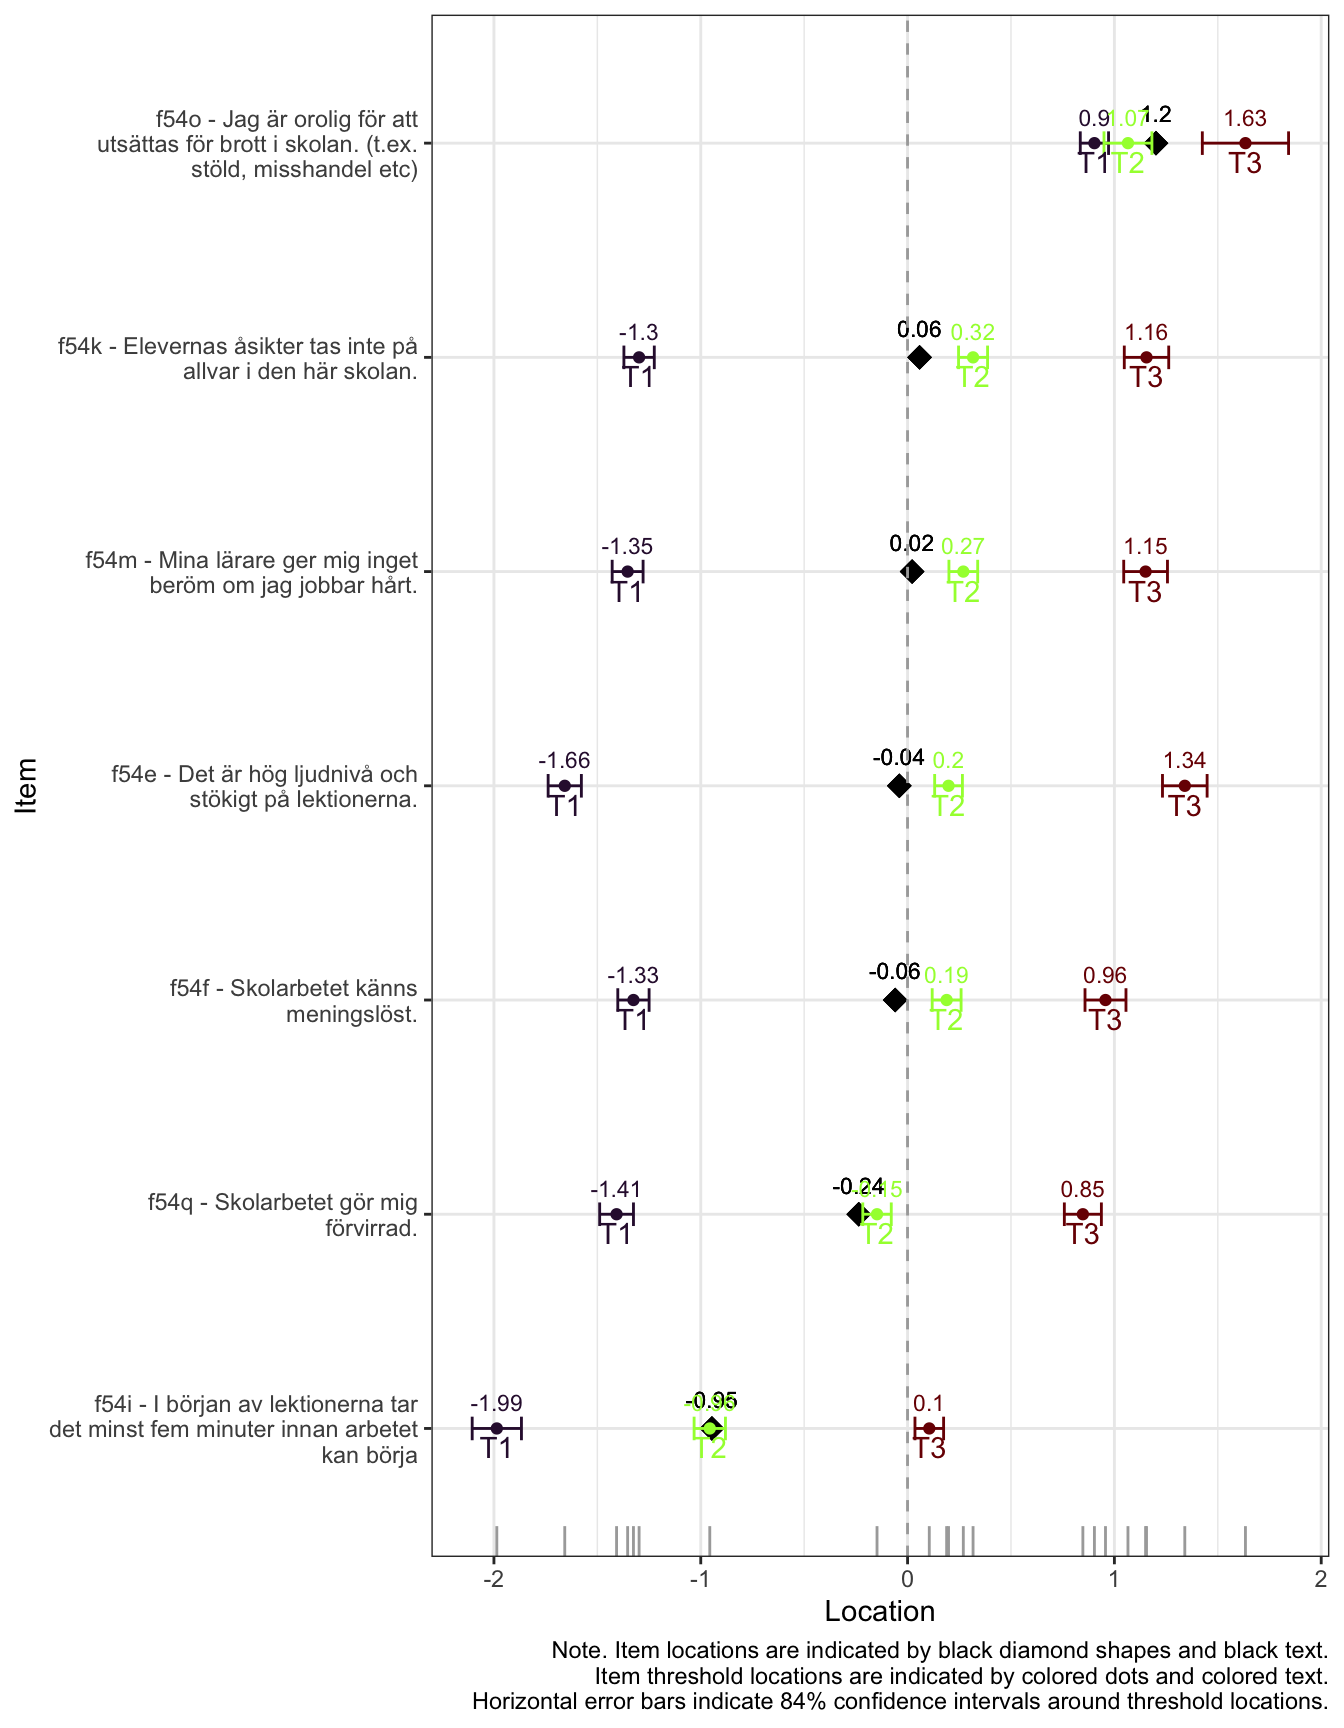 f54o - Jag är orolig för att
utsättas för brott i skolan. (t.ex.
stöld, misshandel etc)
0.9 1.07 1.2 1.63
T1 T2 T3
f54k - Elevernas åsikter tas inte på
allvar i den här skolan.
-1.3 0.06 0.32 1.16
T1 T2 T3
f54m - Mina lärare ger mig inget
beröm om jag jobbar hårt.
-1.35 0.02 0.27 1.15
T1 T2 T3
Item
f54e - Det är hög ljudnivå och
stökigt på lektionerna.
-1.66 -0.04 0.2 1.34
T1 T2 T3
f54f - Skolarbetet känns
meningslöst.
-1.33 -0.06 0.19 0.96
T1 T2 T3
f54q - Skolarbetet gör mig
förvirrad.
-1.41 -0.24 -0.15 0.85
T1 T2 T3
f54i - I början av lektionerna tar
det minst fem minuter innan arbetet
kan börja
-1.99 -0.95 0.1
T1 T2 T3
-2 -1 0 1 2
Location
Note. Item locations are indicated by black diamond shapes and black text.
Item threshold locations are indicated by colored dots and colored text.
Horizontal error bars indicate 84% confidence intervals around threshold locations.